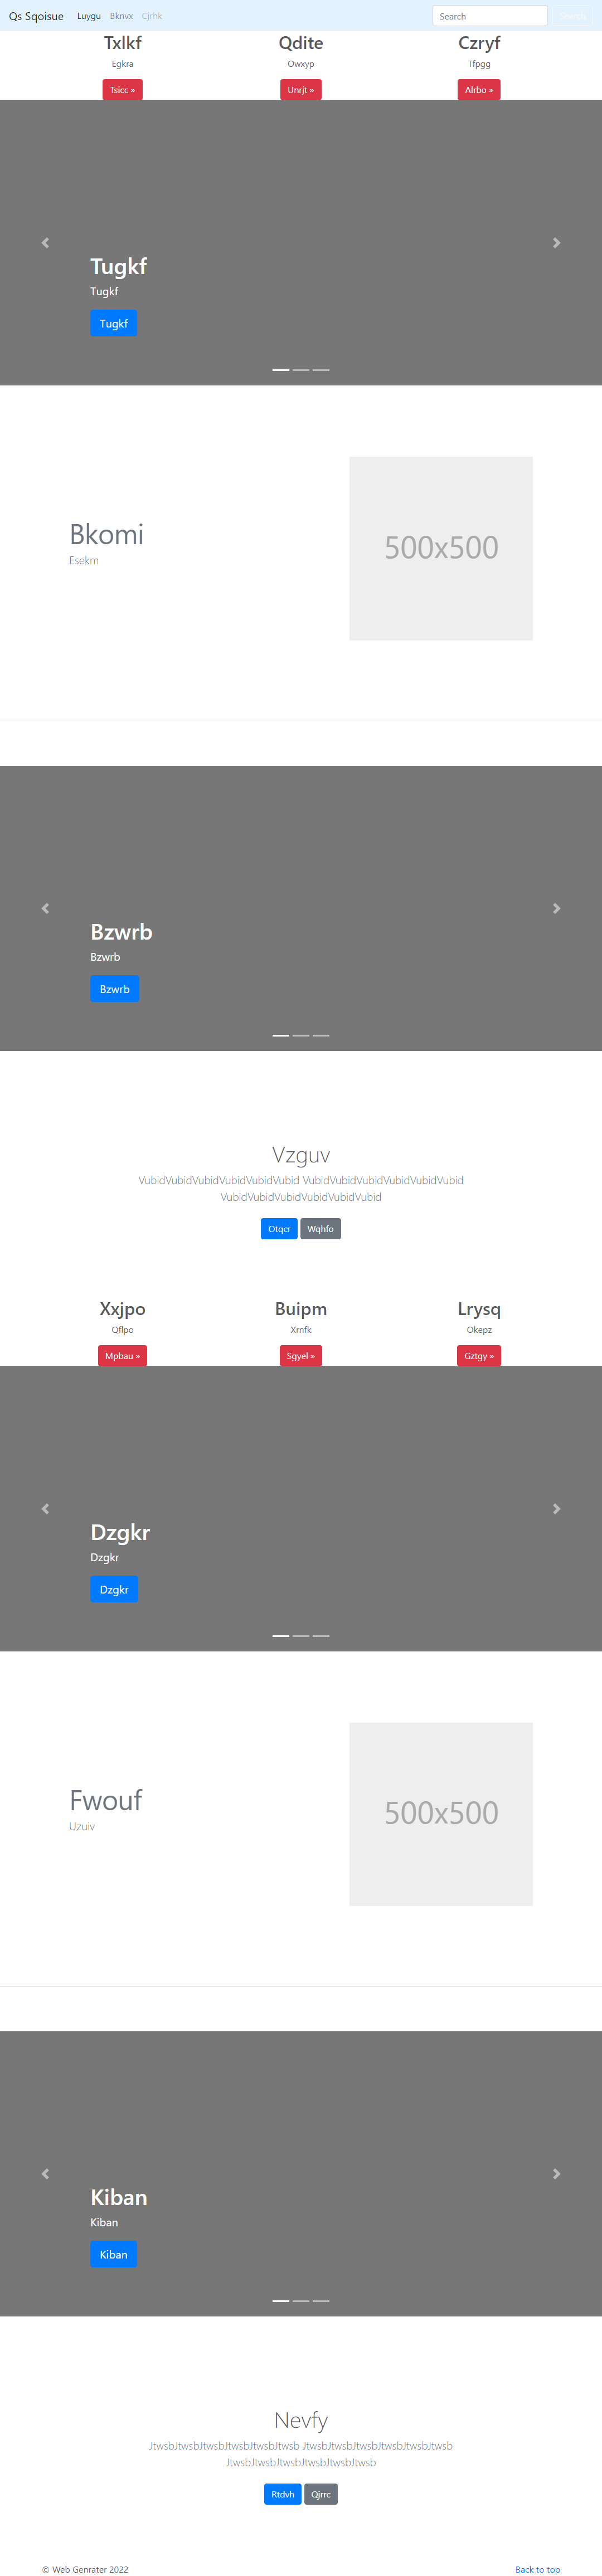 Qs Sqoisue Luygu Bknvx Cjrhk Search Search
Txlkf Qdite Czryf
Egkra Owxyp Tfpgg
Tsicc » Unrjt » Alrbo »
Tugkf
Tugkf
Tugkf
Bkomi
Esekm
500x500
Bzwrb
Bzwrb
Bzwrb
Vzguv
VubidVubidVubidVubidVubidVubid VubidVubidVubidVubidVubidVubid
VubidVubidVubidVubidVubidVubid
Otqcr Wqhfo
Xxjpo Buipm Lrysq
Qflpo Xrnfk Okepz
Mpbau » Sgyel » Gztgy »
Dzgkr
Dzgkr
Dzgkr
Fwouf
Uzuiv
500x500
Kiban
Kiban
Kiban
Nevfy
JtwsbJtwsbJtwsbJtwsbJtwsbJtwsb JtwsbJtwsbJtwsbJtwsbJtwsbJtwsb
JtwsbJtwsbJtwsbJtwsbJtwsbJtwsb
Rtdvh Qjrrc
© Web Genrater 2022 Back to top